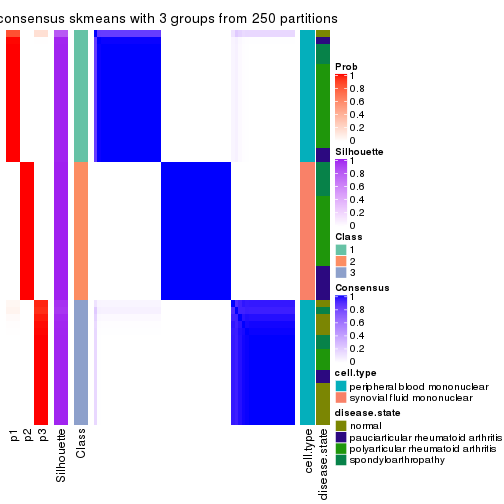 consensus skmeans with 3 groups from 250 partitions
Prob
1
0.8
0.6
0.4
0.2
0
Silhouette
1
0.8
0.6
0.4
0.2
0
Class
1
2
3
Consensus
1
0.8
0.6
0.4
0.2
0
cell.type
peripheral blood mononuclear
synovial fluid mononuclear
disease.state
normal
pauciarticular rheumatoid arthritis
polyarticular rheumatoid arthritis
spondyloarthropathy
p1
p2
p3
Silhouette
Class
cell.type
disease.state